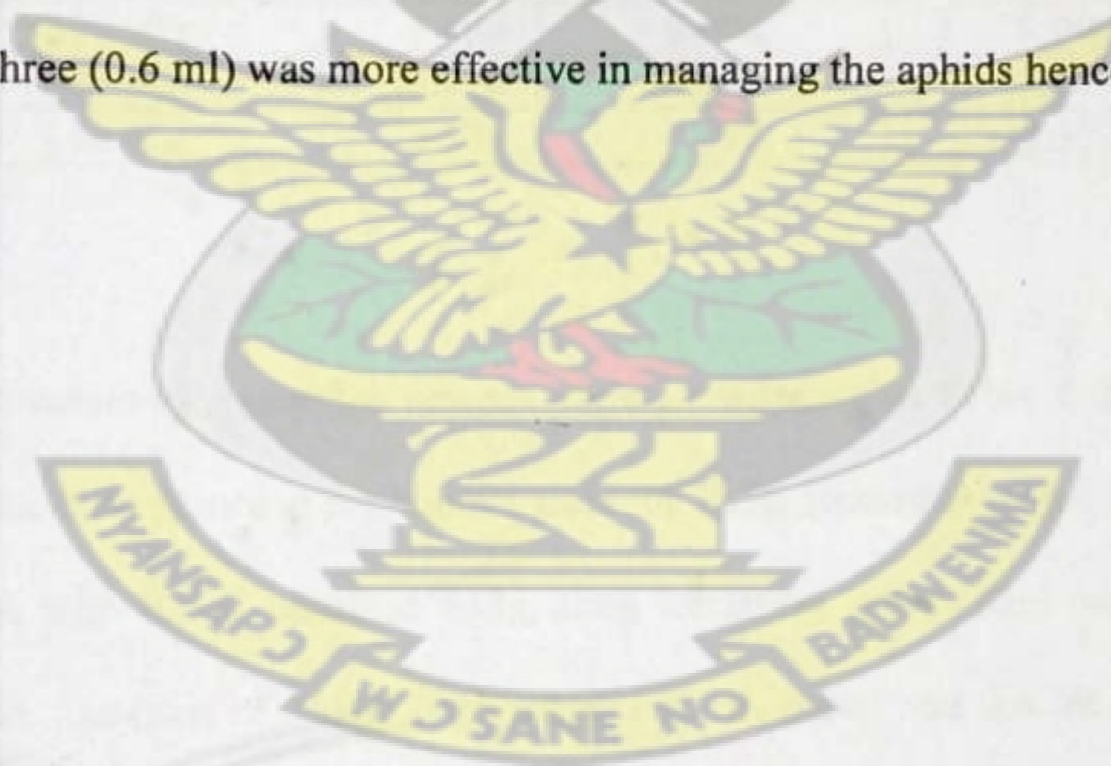 hree (0.6 ml) was more effective in managing the aphids henc
NYANSAPƆ
WƆSANE NO
BADWENMA